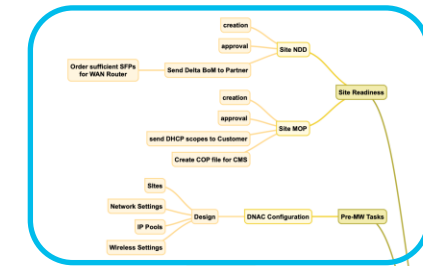 creation
approval
Site NDD
Order sufficient SFPs
for WAN Router
Send Delta BoM to Partner
Site Readiness
creation
approval
Site MOP
send DHCP scopes to Customer
Create COP file for CMS
Sites
Network Settings
Design
DNAC Configuration
Pre-MW Tasks
IP Pools
Wireless Settings